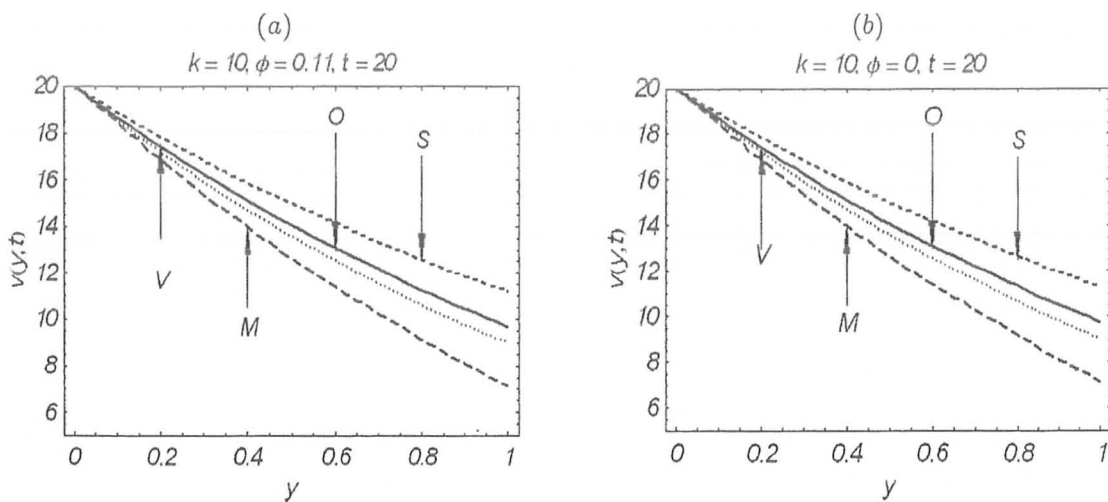 (a)
k = 10, ϕ = 0.11, t = 20
20
18
16
14
12
10
8
6
v(y,t)
O
S
V
M
0
0.2
0.4
0.6
0.8
1
y
(b)
k = 10, ϕ = 0, t = 20
20
18
16
14
12
10
8
6
v(y,t)
O
S
V
M
0
0.2
0.4
0.6
0.8
1
y